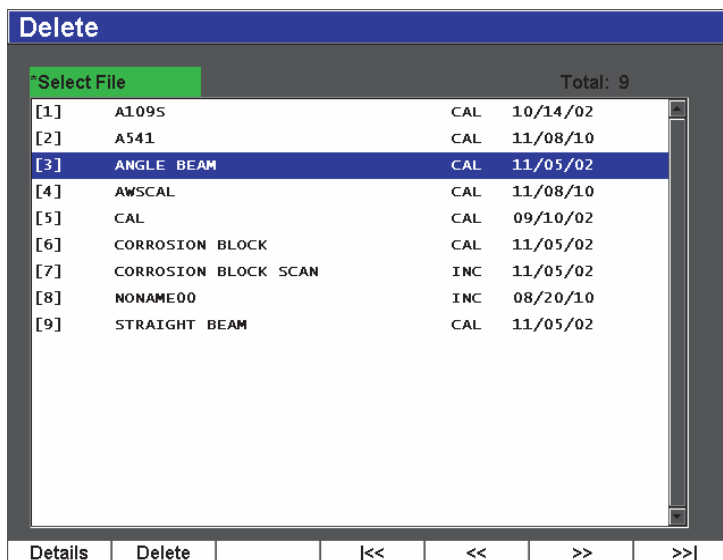 Delete
*Select File Total: 9
[1] A109S CAL 10/14/02
[2] A541 CAL 11/08/10
[3] ANGLE BEAM CAL 11/05/02
[4] AWSCAL CAL 11/08/10
[5] CAL CAL 09/10/02
[6] CORROSION BLOCK CAL 11/05/02
[7] CORROSION BLOCK SCAN INC 11/05/02
[8] NONAME00 INC 08/20/10
[9] STRAIGHT BEAM CAL 11/05/02
Details Delete |<< << >> >>|